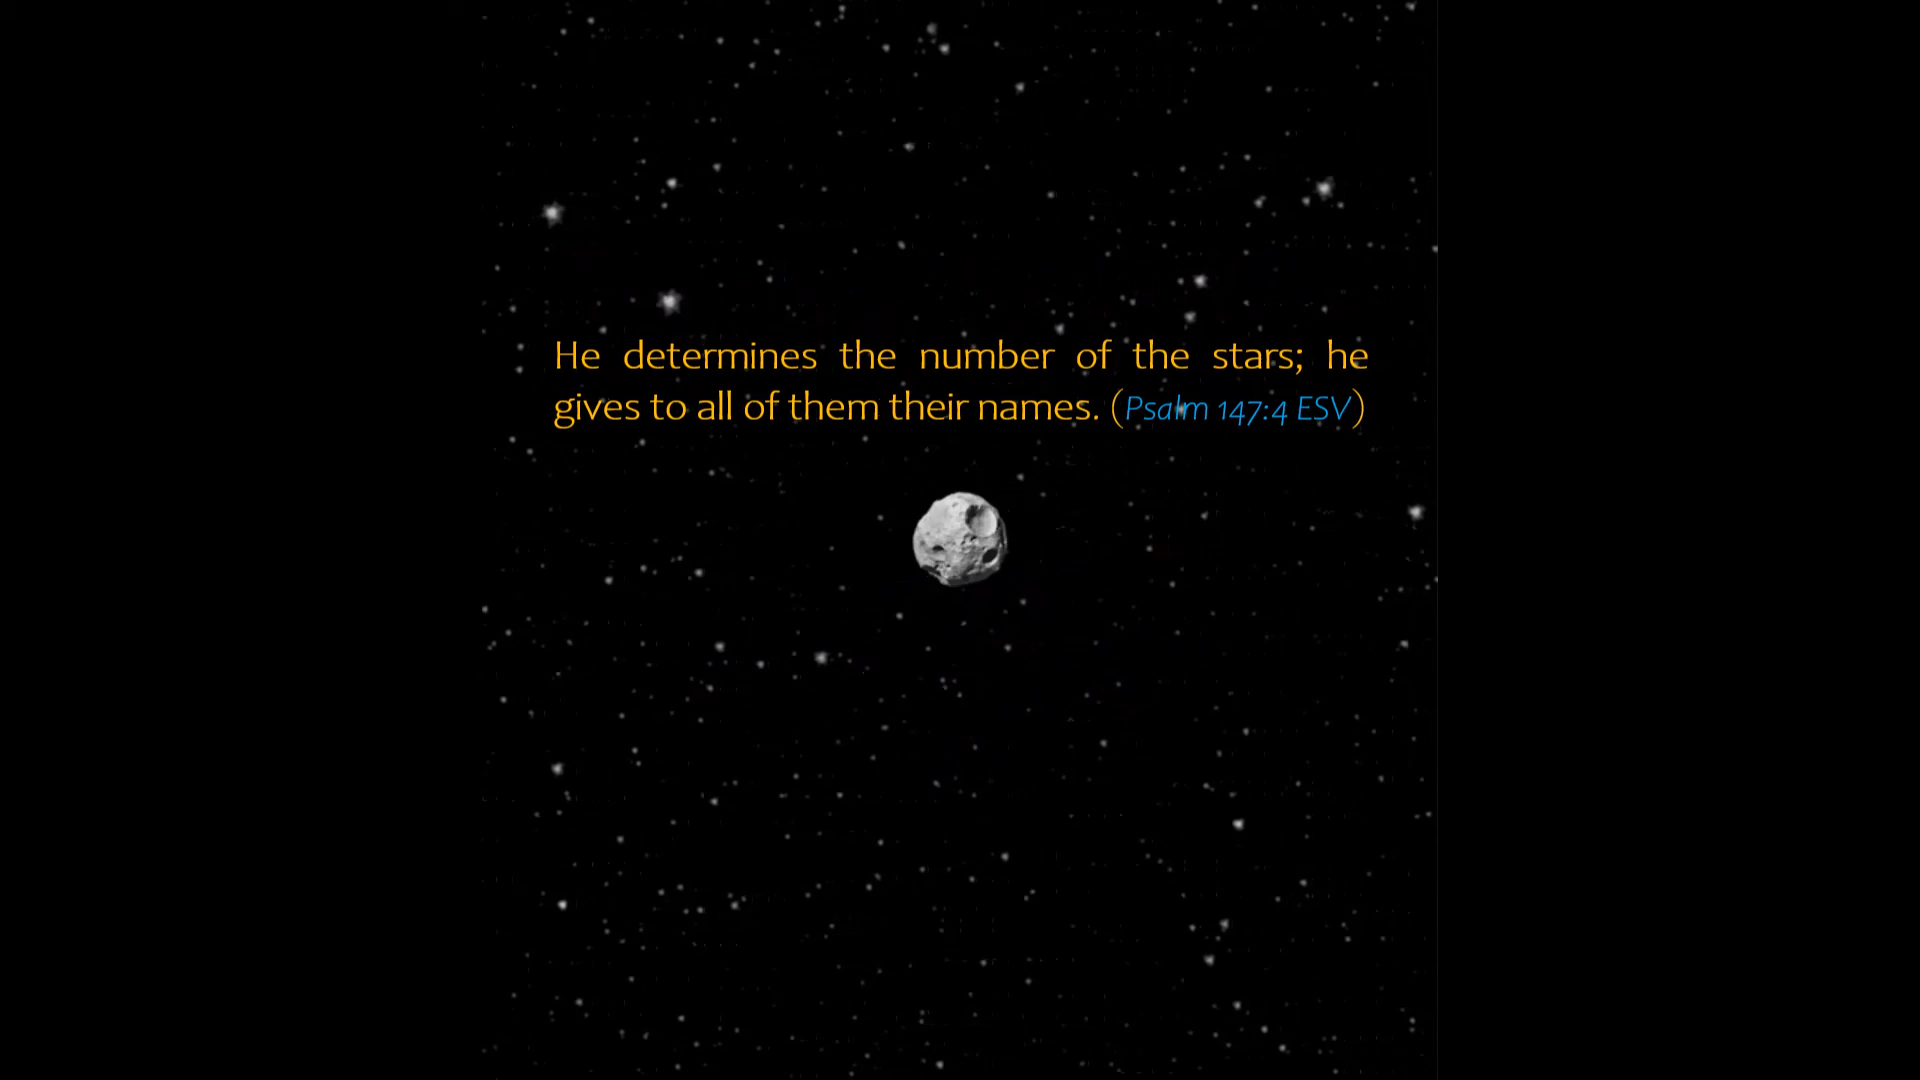 He determines the number of the stars; he
gives to all of them their names. (Psalm 147:4 ESV)